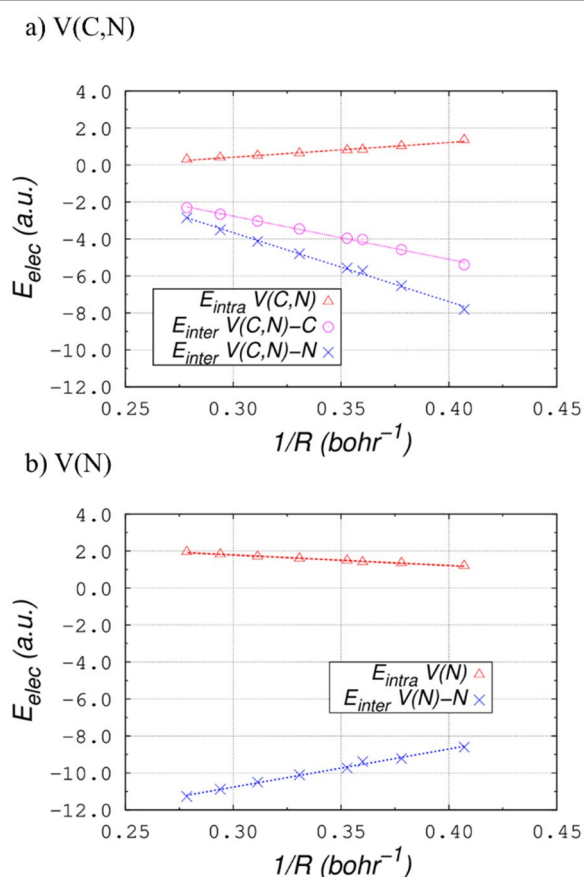 a) V(C,N)
4.0
2.0
0.0
−2.0
−4.0
−6.0
−8.0
−10.0
−12.0
E_elec (a.u.)
E_intra V(C,N)
E_inter V(C,N)−C
E_inter V(C,N)−N
0.25 0.30 0.35 0.40 0.45
1/R (bohr⁻¹)
b) V(N)
4.0
2.0
0.0
−2.0
−4.0
−6.0
−8.0
−10.0
−12.0
E_elec (a.u.)
E_intra V(N)
E_inter V(N)−N
0.25 0.30 0.35 0.40 0.45
1/R (bohr⁻¹)